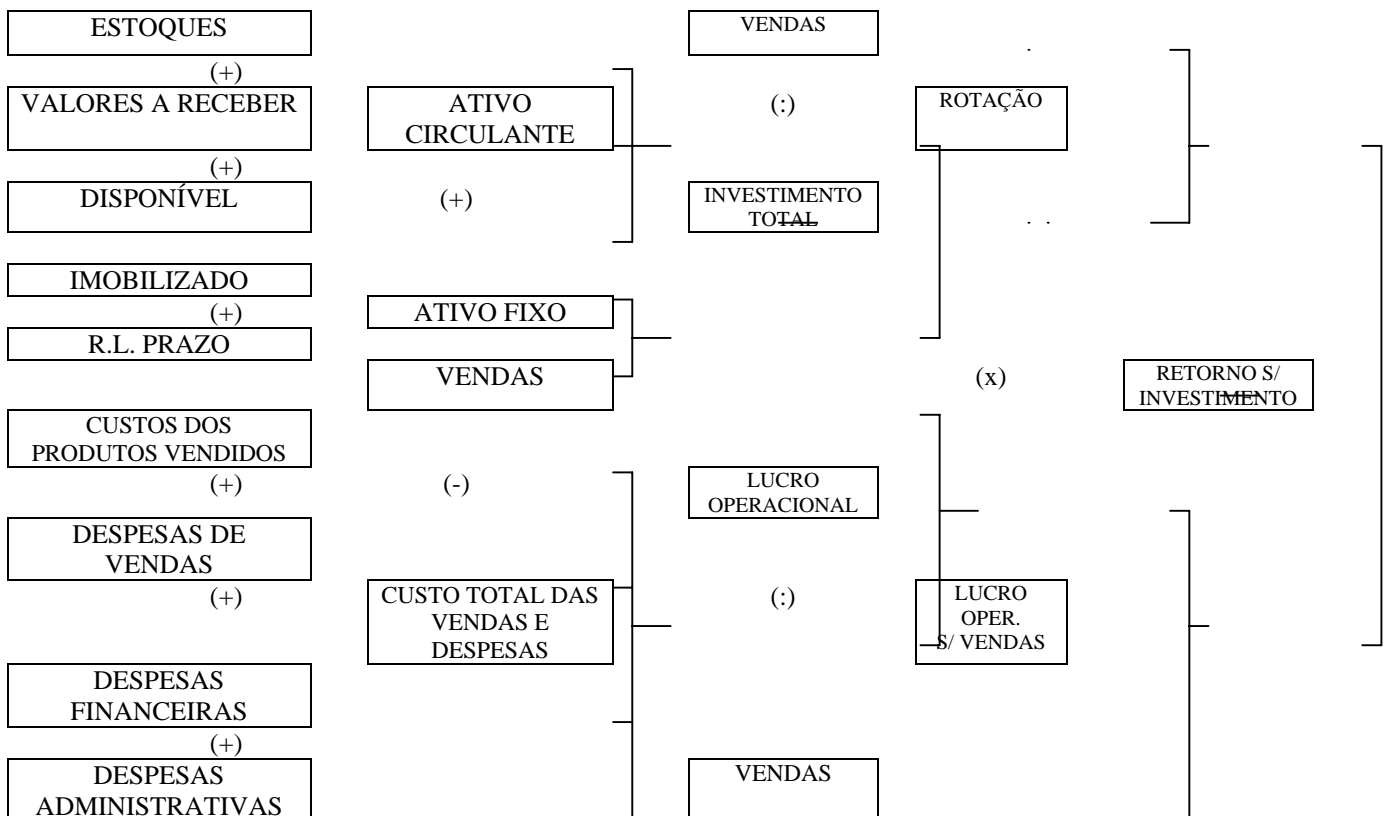 ESTOQUES
(+)
VALORES A RECEBER
(+)
DISPONÍVEL
IMOBILIZADO
(+)
R.L. PRAZO
CUSTOS DOS
PRODUTOS VENDIDOS
(+)
DESPESAS DE
VENDAS
(+)
DESPESAS
FINANCEIRAS
(+)
DESPESAS
ADMINISTRATIVAS
ATIVO
CIRCULANTE
(+)
ATIVO FIXO
VENDAS
(-)
CUSTO TOTAL DAS
VENDAS E
DESPESAS
VENDAS
(:)
INVESTIMENTO
TOTAL
LUCRO
OPERACIONAL
(:)
VENDAS
ROTAÇÃO
(x)
LUCRO
OPER.
S/ VENDAS
RETORNO S/
INVESTIMENTO